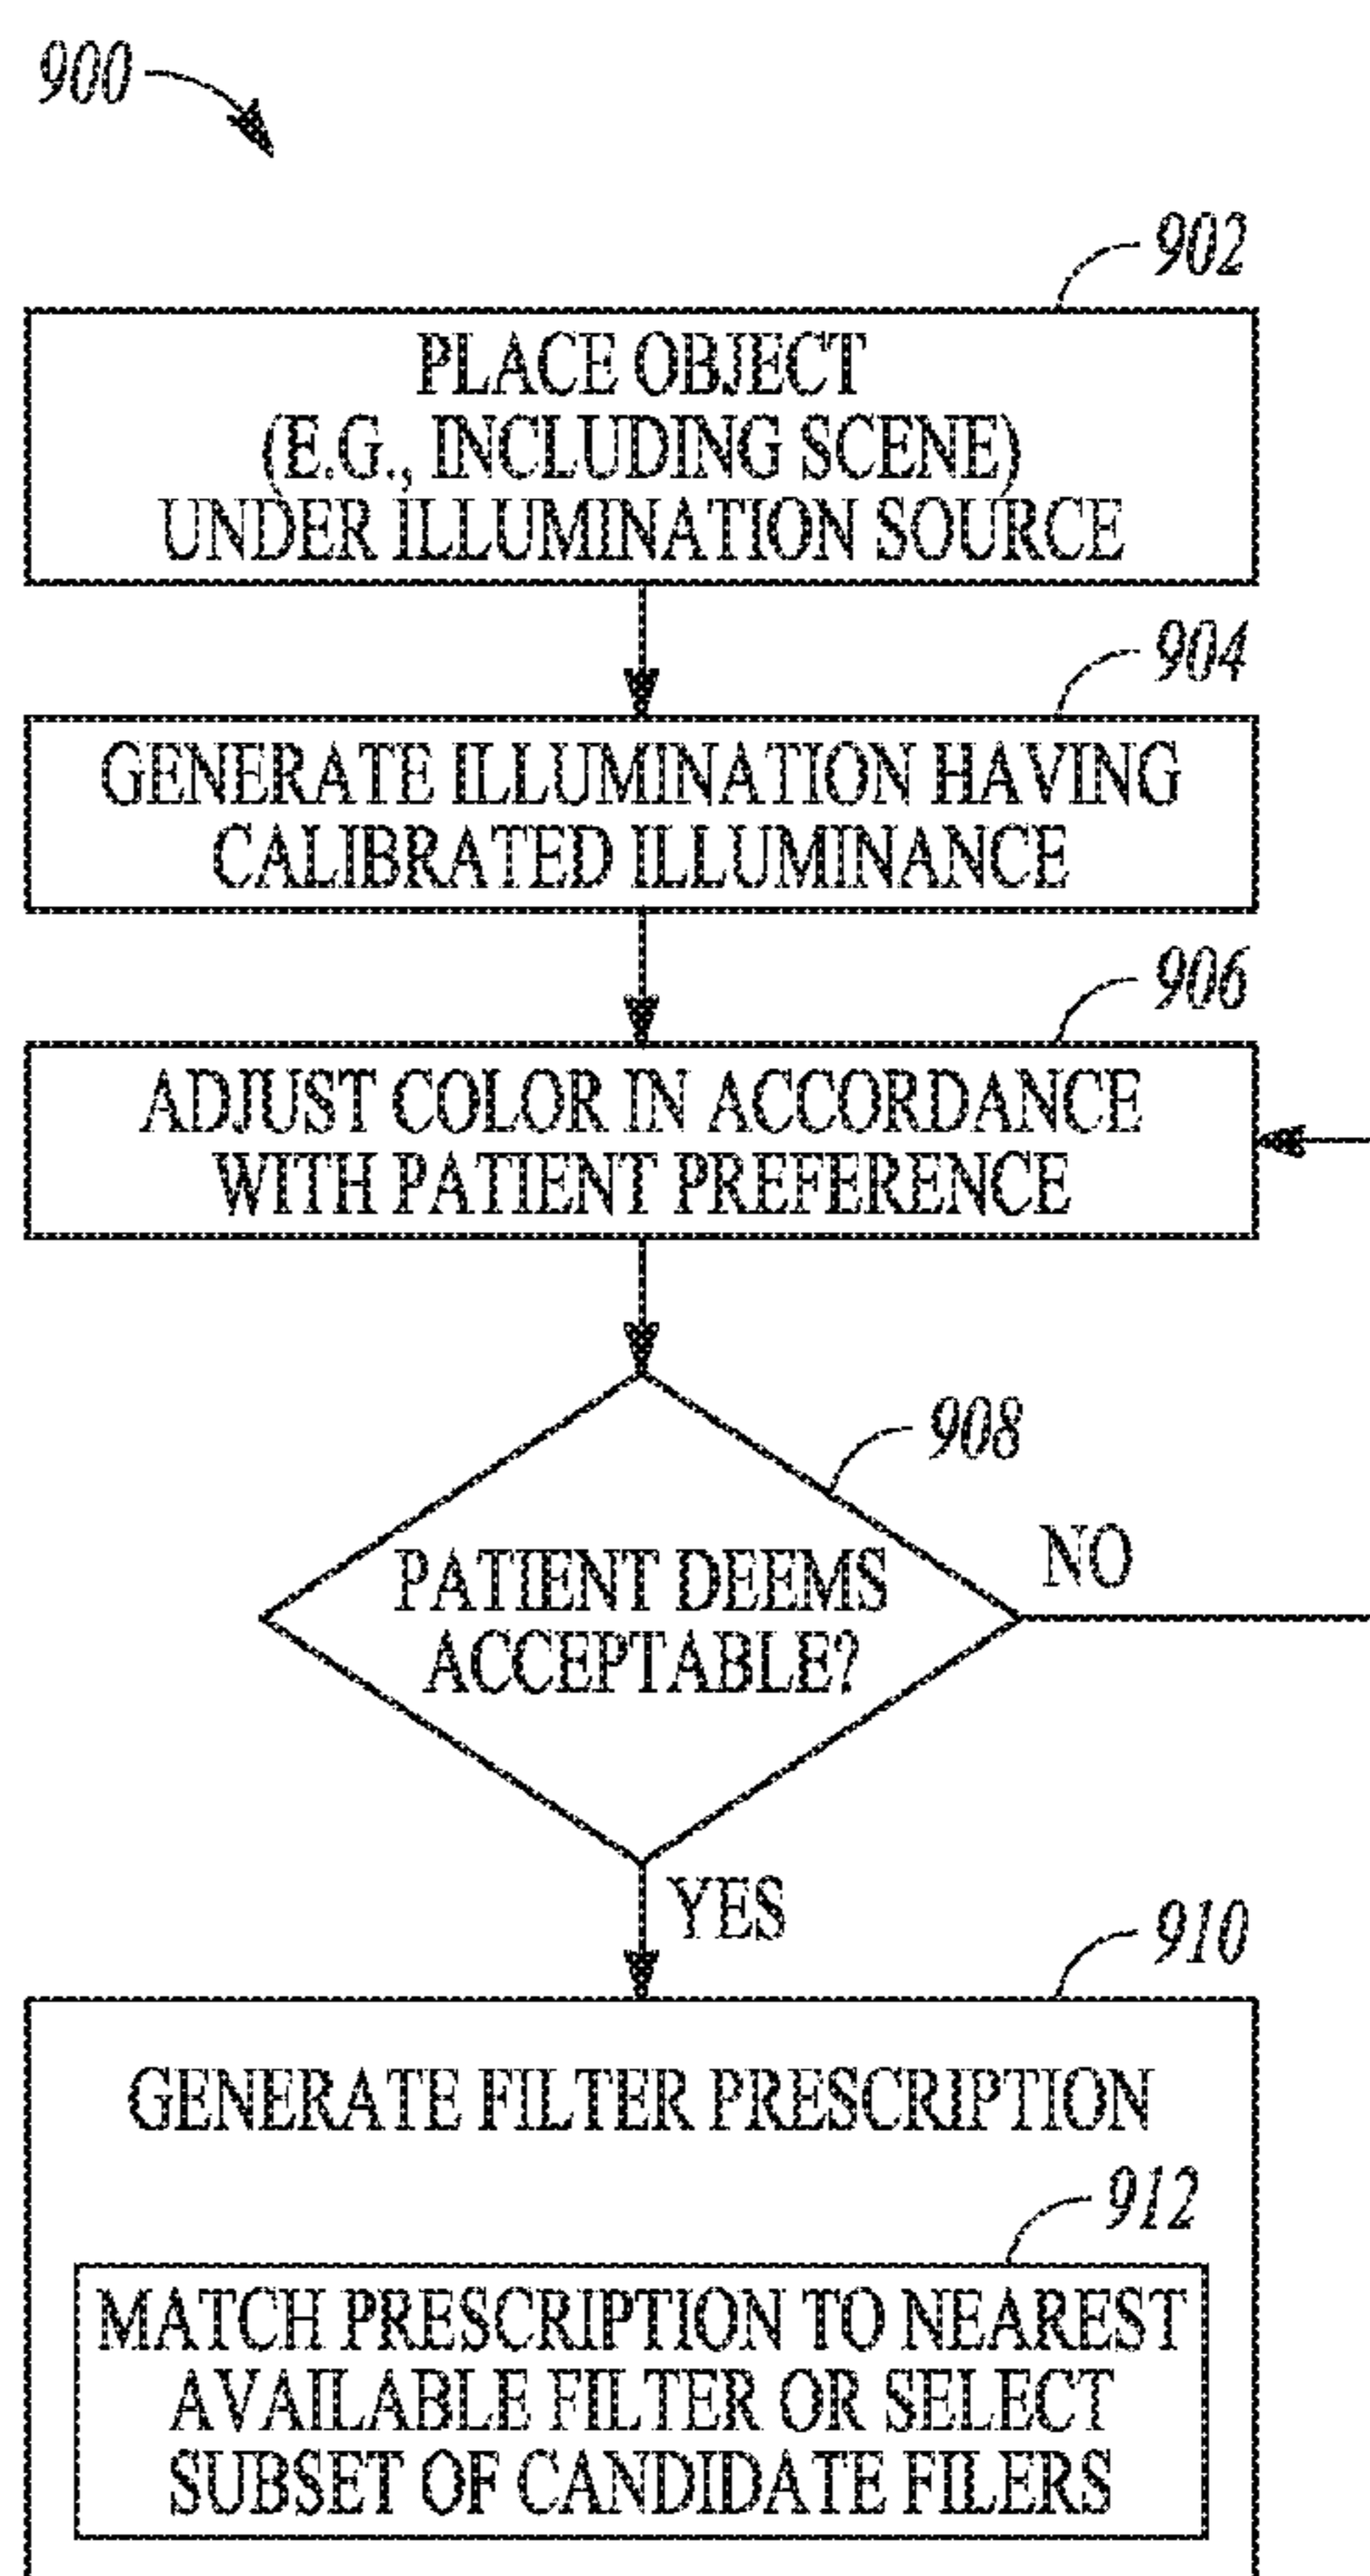 900
902
PLACE OBJECT
(E.G., INCLUDING SCENE)
UNDER ILLUMINATION SOURCE
904
GENERATE ILLUMINATION HAVING
CALIBRATED ILLUMINANCE
906
ADJUST COLOR IN ACCORDANCE
WITH PATIENT PREFERENCE
908
PATIENT DEEMS
ACCEPTABLE?
NO
YES
910
GENERATE FILTER PRESCRIPTION
912
MATCH PRESCRIPTION TO NEAREST
AVAILABLE FILTER OR SELECT
SUBSET OF CANDIDATE FILERS